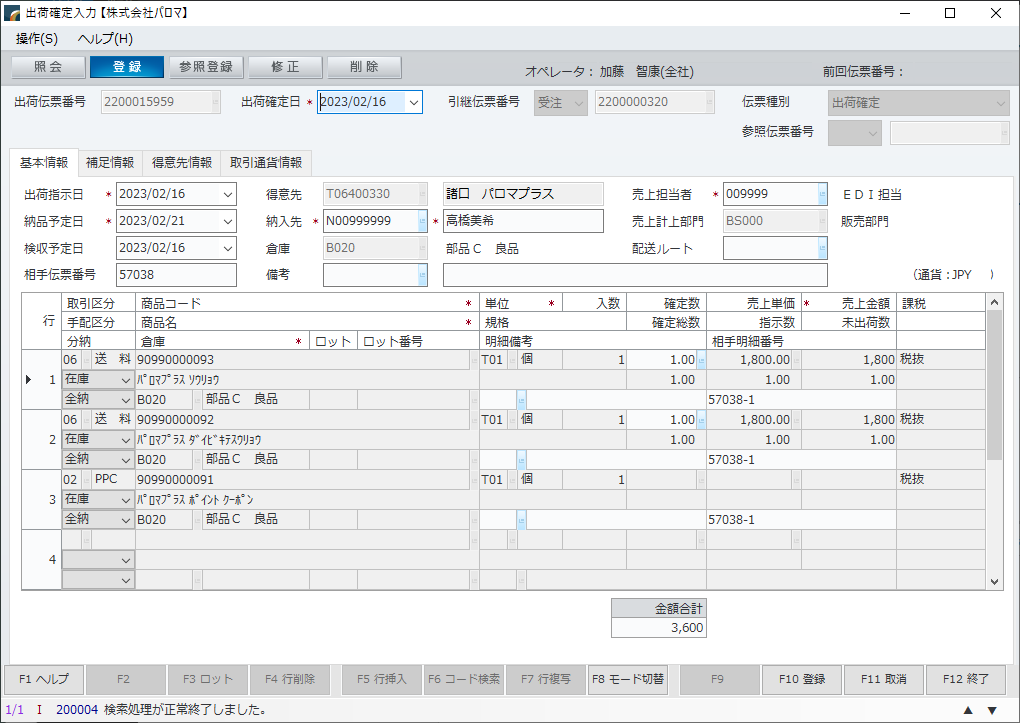 出荷確定入力【株式会社パロマ】
操作(S) ヘルプ(H)
照会 登録 参照登録 修正 削除 オペレータ： 加藤　智康(全社) 前回伝票番号：
出荷伝票番号 2200015959 出荷確定日 * 2023/02/16 引継伝票番号 受注 2200000320 伝票種別 出荷確定
参照伝票番号
基本情報 補足情報 得意先情報 取引通貨情報
出荷指示日 * 2023/02/16 得意先 T06400330 諸口　パロマプラス 売上担当者 * 009999 ＥＤＩ担当
納品予定日 * 2023/02/21 納入先 * N00999999 * 高橋美希 売上計上部門 BS000 販売部門
検収予定日 2023/02/16 倉庫 B020 部品Ｃ　良品 配送ルート
相手伝票番号 57038 備考 （通貨：JPY　）
行 取引区分 商品コード * 単位 * 入数 確定数 売上単価 * 売上金額 課税
手配区分 商品名 * 規格 確定総数 指示数 未出荷数
分納 倉庫 * ロット ロット番号 明細備考 相手明細番号
06 送　料 90990000093 T01 個 1 1.00 1,800.00 1,800 税抜
1 在庫 ﾊﾟﾛﾏﾌﾟﾗｽ ｿｳﾘｮｳ 1.00 1.00 1.00
全納 B020 部品Ｃ　良品 57038-1
06 送　料 90990000092 T01 個 1 1.00 1,800.00 1,800 税抜
2 在庫 ﾊﾟﾛﾏﾌﾟﾗｽ ﾀﾞｲﾋﾞｷﾃｽｳﾘｮｳ 1.00 1.00 1.00
全納 B020 部品Ｃ　良品 57038-1
02 PPC 90990000091 T01 個 1 税抜
3 在庫 ﾊﾟﾛﾏﾌﾟﾗｽ ﾎﾟｲﾝﾄ ｸｰﾎﾟﾝ
全納 B020 部品Ｃ　良品 57038-1
4
金額合計
3,600
F1 ヘルプ F2 F3 ロット F4 行削除 F5 行挿入 F6 コード検索 F7 行複写 F8 モード切替 F9 F10 登録 F11 取消 F12 終了
1/1 I 200004 検索処理が正常終了しました。 ▲ ▼